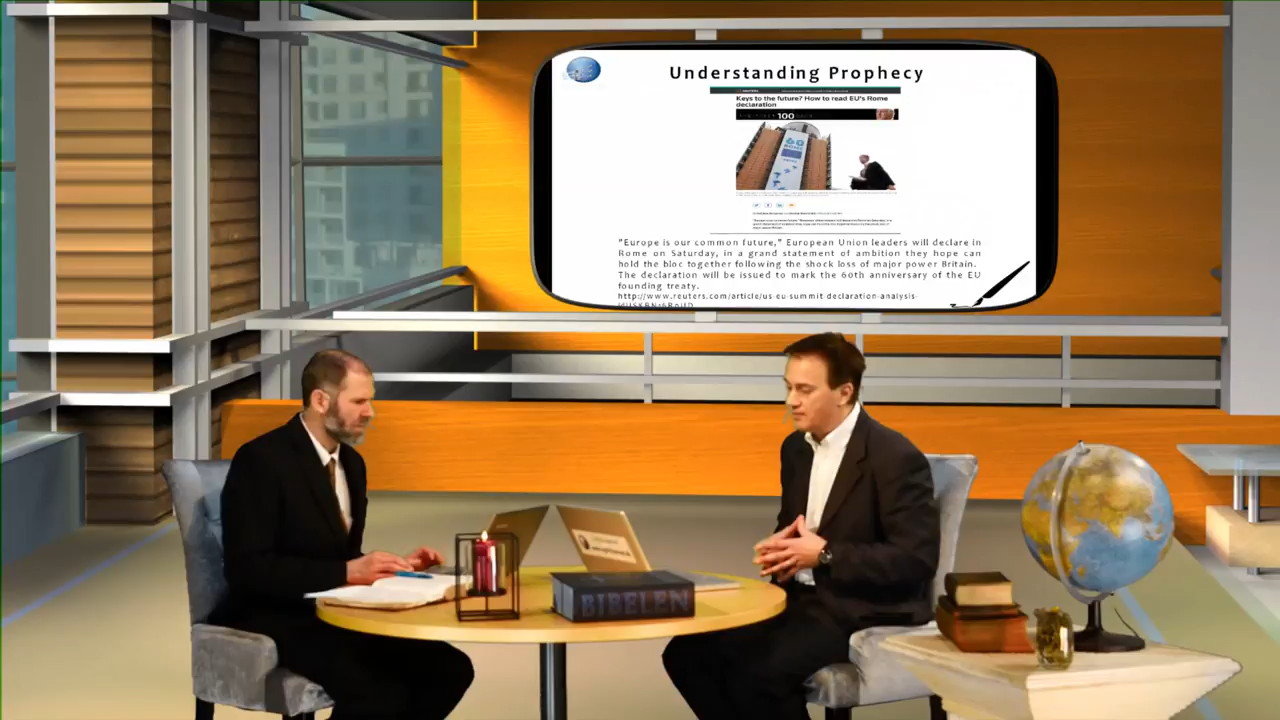 Understanding Prophecy
Keys to the future? How to read EU's Rome
declaration
100
60
"Europe is our common future," European Union leaders will declare in
Rome on Saturday, in a grand statement of ambition they hope can
hold the bloc together following the shock loss of major power Britain.
The declaration will be issued to mark the 60th anniversary of the EU
founding treaty.
http://www.reuters.com/article/us-eu-summit-declaration-analysis-
BIBELEN